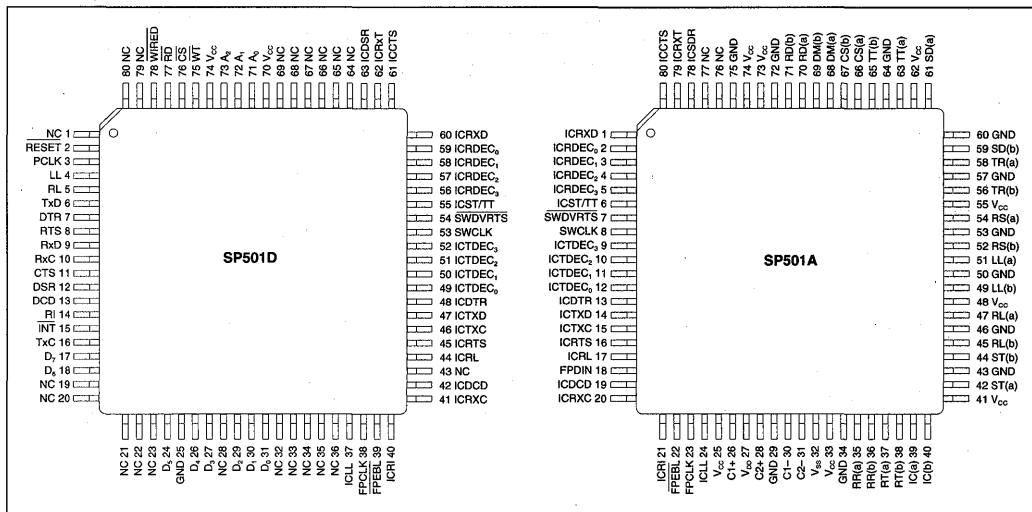 80 NC
79 NC
78 WIRED
77 RD
76 CS
75 WT
74 V_CC
73 A₂
72 A₁
71 A₀
70 V_CC
69 NC
68 NC
67 NC
66 NC
65 NC
64 NC
63 ICDSR
62 ICRxT
61 ICCTS
NC 1
RESET 2
PCLK 3
LL 4
RL 5
TxD 6
DTR 7
RTS 8
RxD 9
RxC 10
CTS 11
DSR 12
DCD 13
RI 14
INT 15
TxC 16
D₇ 17
D₆ 18
NC 19
NC 20
SP501D
60 ICRXD
59 ICRDEC₀
58 ICRDEC₁
57 ICRDEC₂
56 ICRDEC₃
55 ICST/TT
54 SWDVRTS
53 SWCLK
52 ICTDEC₃
51 ICTDEC₂
50 ICTDEC₁
49 ICTDEC₀
48 ICDTR
47 ICTXD
46 ICTXC
45 ICRTS
44 ICRL
43 NC
42 ICDCD
41 ICRXC
NC 21
NC 22
NC 23
D₅ 24
GND 25
D₄ 26
D₃ 27
NC 28
D₂ 29
D₁ 30
D₀ 31
NC 32
NC 33
NC 34
NC 35
NC 36
ICLL 37
FPCLK 38
FPEBL 39
ICRI 40
80 ICCTS
79 ICRXT
78 ICSDR
77 NC
76 NC
75 GND
74 V_CC
73 V_CC
72 GND
71 RD(b)
70 RD(a)
69 DM(b)
68 DM(a)
67 CS(b)
66 CS(a)
65 TT(b)
64 GND
63 TT(a)
62 V_CC
61 SD(a)
ICRXD 1
ICRDEC₀ 2
ICRDEC₁ 3
ICRDEC₂ 4
ICRDEC₃ 5
ICST/TT 6
SWDVRTS 7
SWCLK 8
ICTDEC₃ 9
ICTDEC₂ 10
ICTDEC₁ 11
ICTDEC₀ 12
ICDTR 13
ICTXD 14
ICTXC 15
ICRTS 16
ICRL 17
FPDIN 18
ICDCD 19
ICRXC 20
SP501A
60 GND
59 SD(b)
58 TR(a)
57 GND
56 TR(b)
55 V_CC
54 RS(a)
53 GND
52 RS(b)
51 LL(a)
50 GND
49 LL(b)
48 V_CC
47 RL(a)
46 GND
45 RL(b)
44 ST(b)
43 GND
42 ST(a)
41 V_CC
ICRI 21
FPEBL 22
FPCLK 23
ICLL 24
V_CC 25
C1+ 26
V_DD 27
C2+ 28
GND 29
C1− 30
C2− 31
V_SS 32
V_CC 33
GND 34
RR(a) 35
RR(b) 36
RT(a) 37
RT(b) 38
IC(a) 39
IC(b) 40